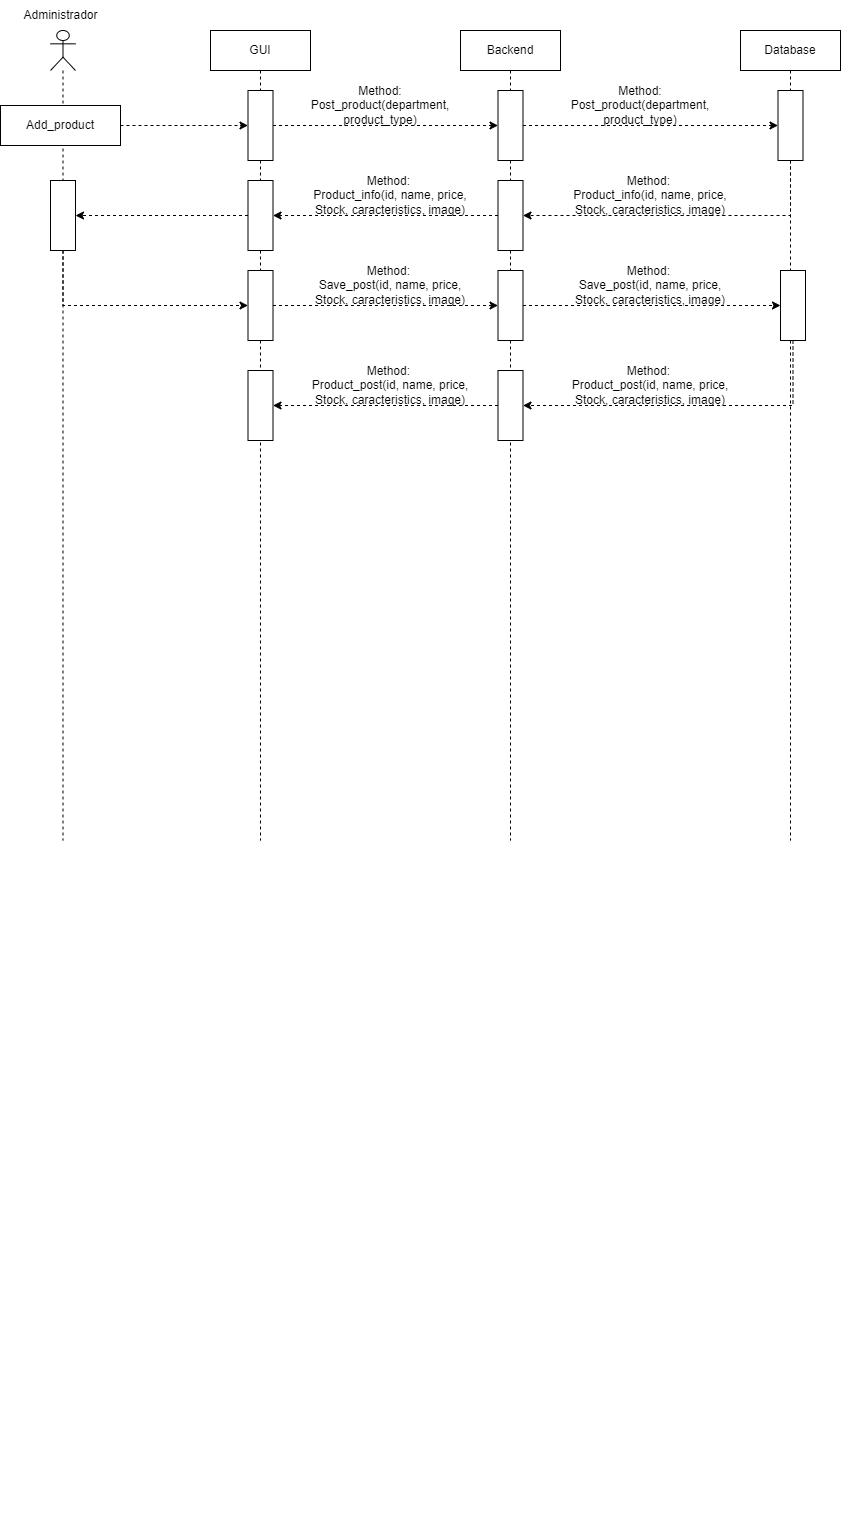 Administrador
GUI
Backend
Database
Add_product
Method:
Post_product(department,
product_type)
Method:
Post_product(department,
product_type)
Method:
Product_info(id, name, price,
Stock, caracteristics, image)
Method:
Product_info(id, name, price,
Stock, caracteristics, image)
Method:
Save_post(id, name, price,
Stock, caracteristics, image)
Method:
Save_post(id, name, price,
Stock, caracteristics, image)
Method:
Product_post(id, name, price,
Stock, caracteristics, image)
Method:
Product_post(id, name, price,
Stock, caracteristics, image)